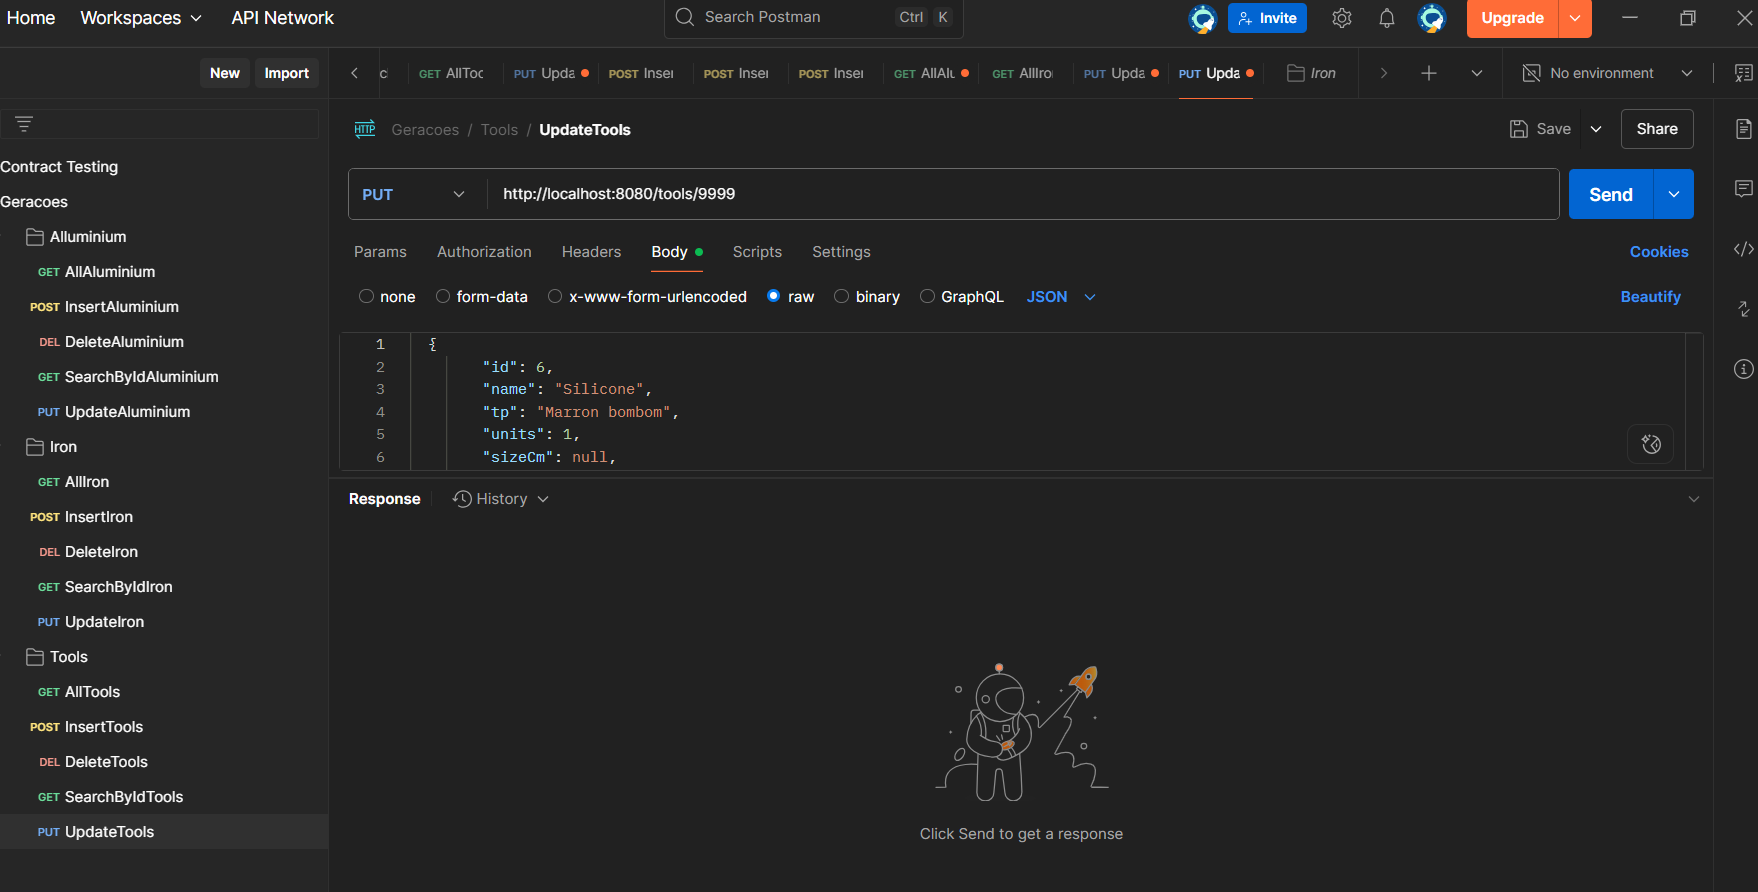 Home Workspaces API Network Search Postman Ctrl K Invite Upgrade
New Import GET AllToc PUT Upda POST Inser POST Inser POST Inser GET AllAlu GET AllIro PUT Upda PUT Upda Iron No environment
HTTP Geracoes / Tools / UpdateTools Save Share
PUT http://localhost:8080/tools/9999 Send
Params Authorization Headers Body Scripts Settings Cookies
none form-data x-www-form-urlencoded raw binary GraphQL JSON Beautify
1 {
2 "id": 6,
3 "name": "Silicone",
4 "tp": "Marron bombom",
5 "units": 1,
6 "sizeCm": null,
Response History
Click Send to get a response
Contract Testing
Geracoes
Alluminium
GET AllAluminium
POST InsertAluminium
DEL DeleteAluminium
GET SearchByIdAluminium
PUT UpdateAluminium
Iron
GET AllIron
POST InsertIron
DEL DeleteIron
GET SearchByIdIron
PUT UpdateIron
Tools
GET AllTools
POST InsertTools
DEL DeleteTools
GET SearchByIdTools
PUT UpdateTools